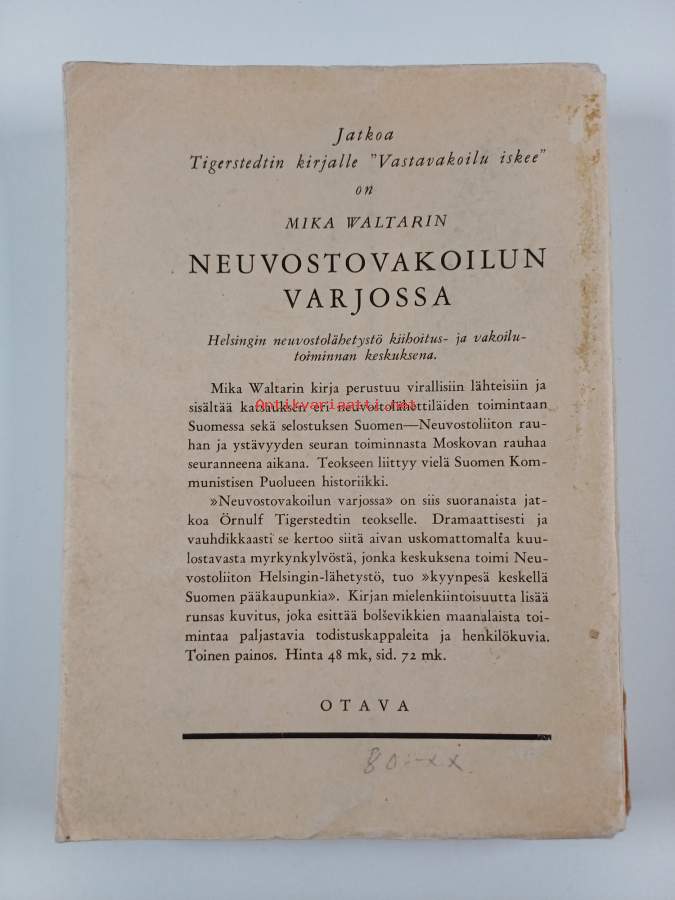 Jatkoa
Tigerstedtin kirjalle "Vastavakoilu iskee"
on
MIKA WALTARIN
NEUVOSTOVAKOILUN
VARJOSSA
Helsingin neuvostolähetystö kiihoitus- ja vakoilu-
toiminnan keskuksena.
Mika Waltarin kirja perustuu virallisiin lähteisiin ja
Antikvariaatti.net
sisältää katsauksen eri neuvostolähettiläiden toimintaan
Suomessa sekä selostuksen Suomen—Neuvostoliiton rau-
han ja ystävyyden seuran toiminnasta Moskovan rauhaa
seuranneena aikana. Teokseen liittyy vielä Suomen Kom-
munistisen Puolueen historiikki.
»Neuvostovakoilun varjossa» on siis suoranaista jat-
koa Örnulf Tigerstedtin teokselle. Dramaattisesti ja
vauhdikkaasti se kertoo siitä aivan uskomattomalta kuu-
lostavasta myrkynkylvöstä, jonka keskuksena toimi Neu-
vostoliiton Helsingin-lähetystö, tuo »kyynpesä keskellä
Suomen pääkaupunkia». Kirjan mielenkiintoisuutta lisää
runsas kuvitus, joka esittää bolševikkien maanalaista toi-
mintaa paljastavia todistuskappaleita ja henkilökuvia.
Toinen painos. Hinta 48 mk, sid. 72 mk.
OTAVA
80:-xx